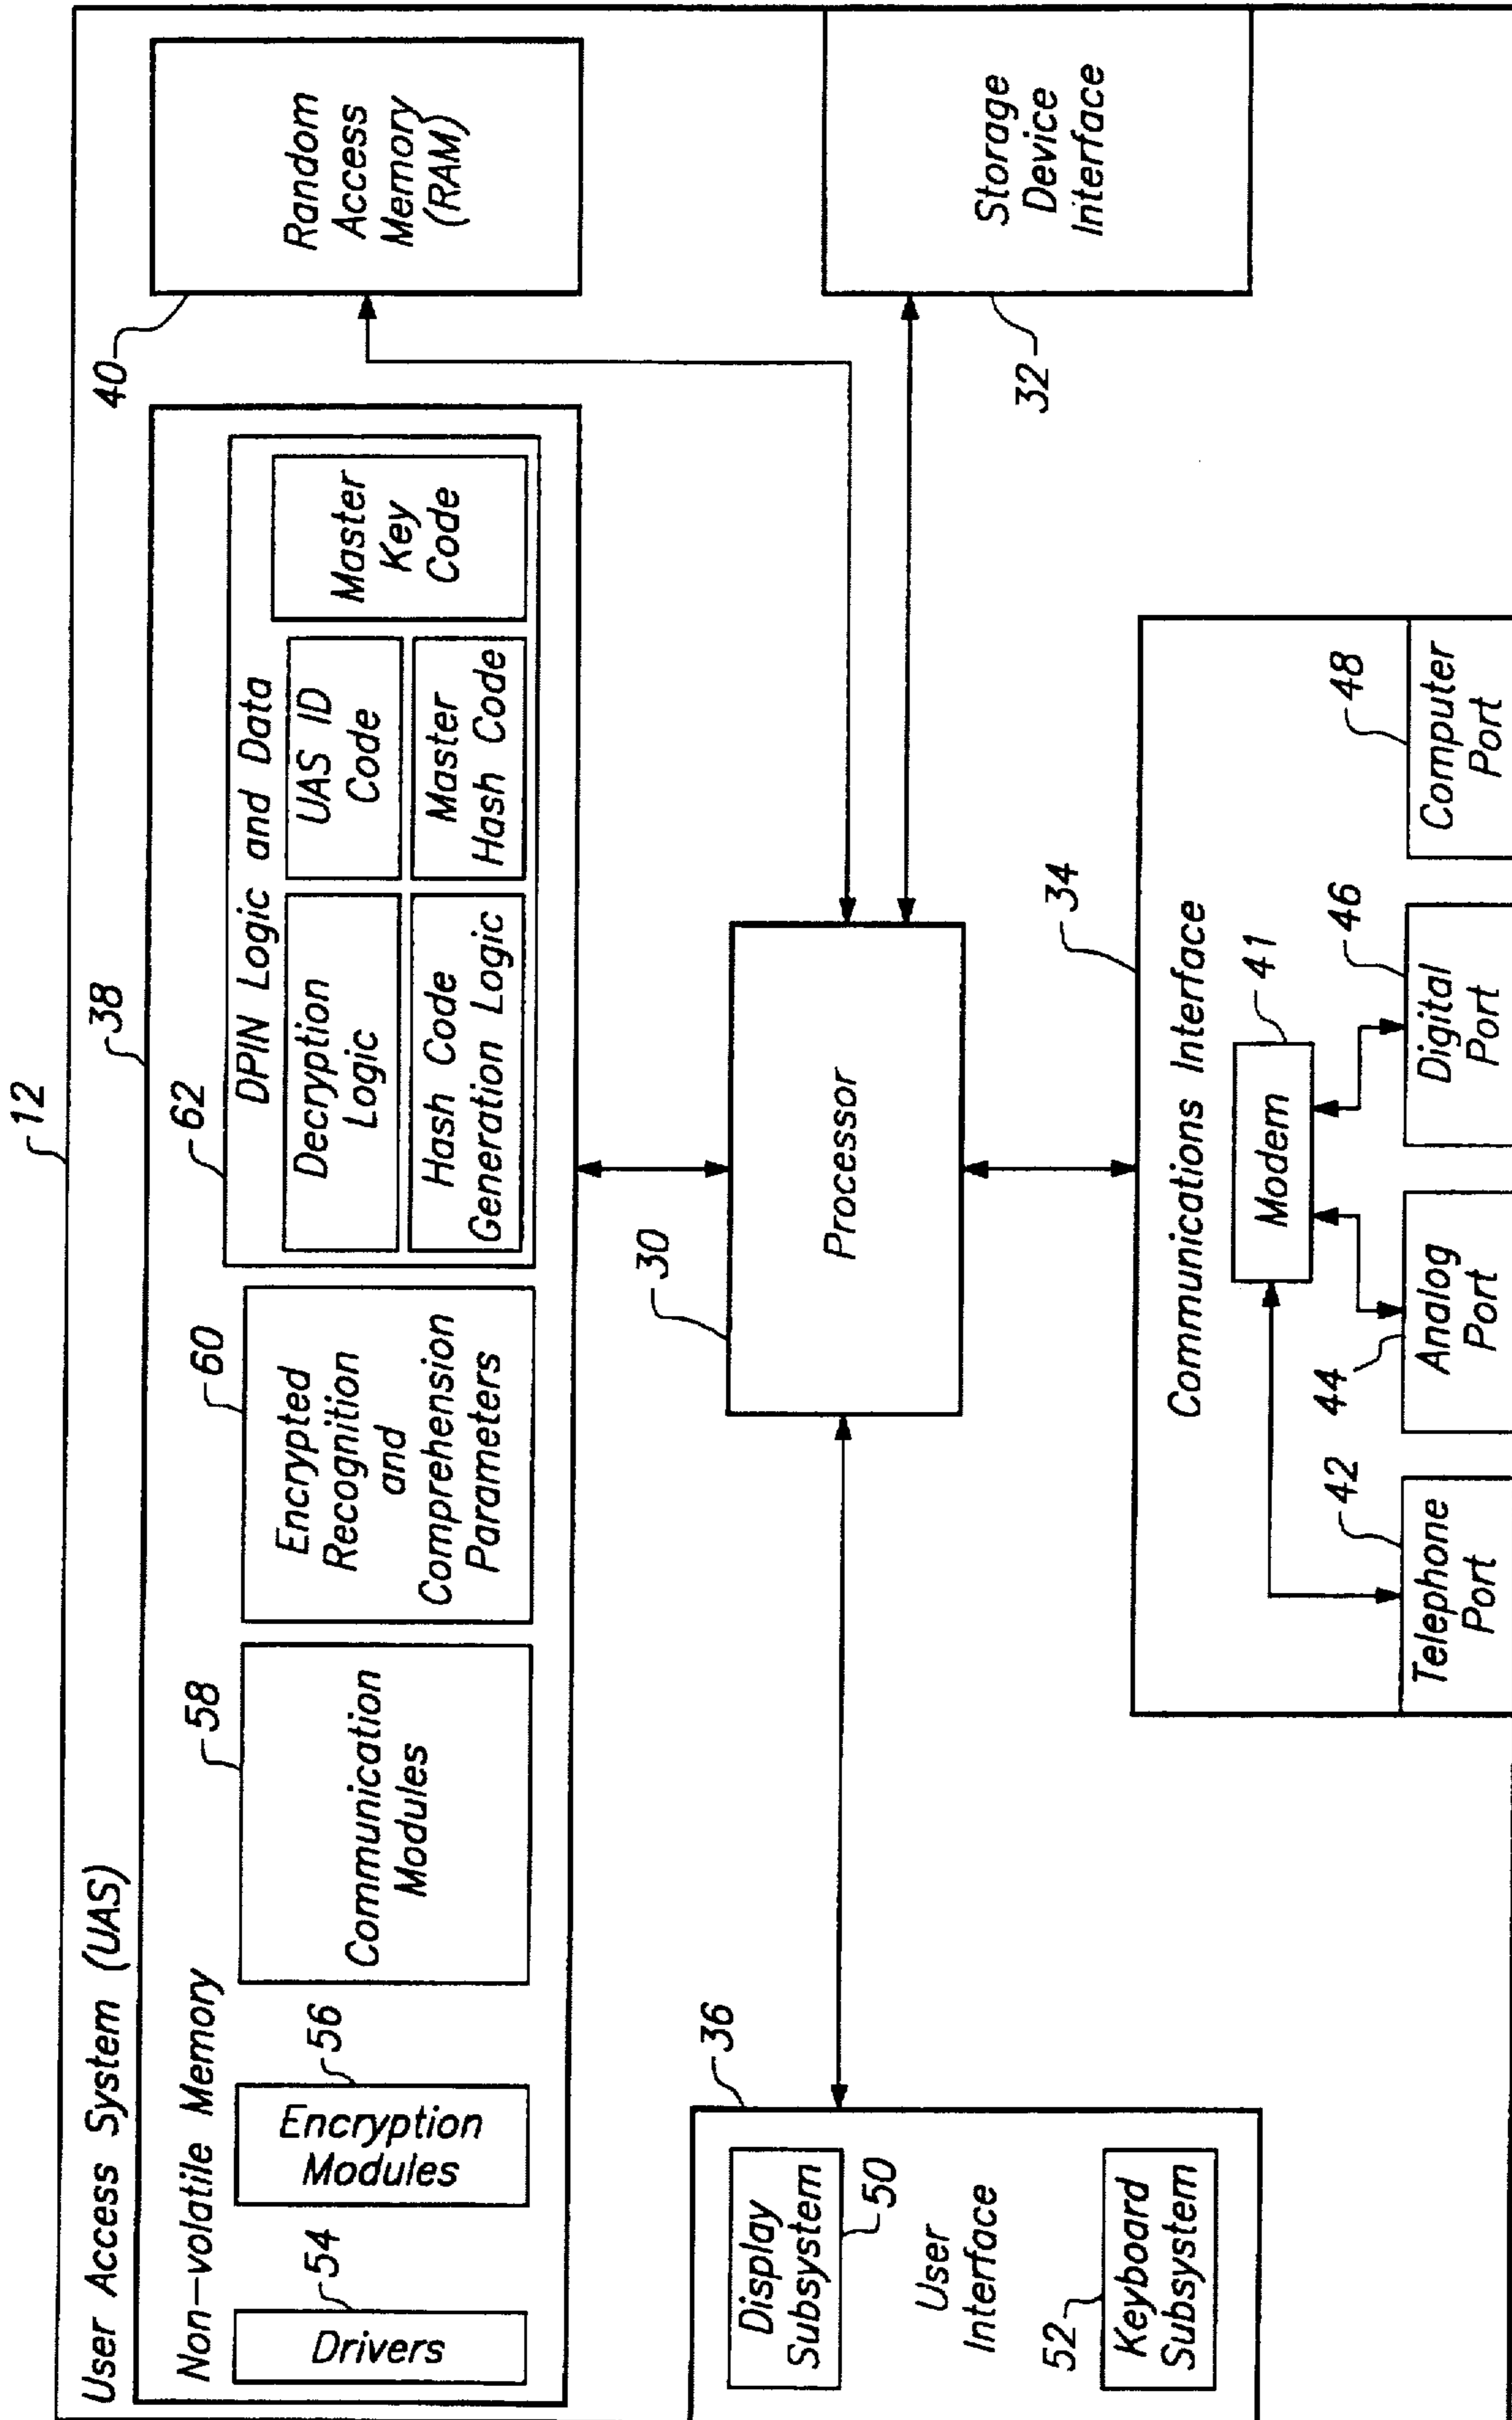 12
User Access System (UAS)
38
Non-volatile Memory
54
Drivers
56
Encryption
Modules
58
Communication
Modules
60
Encrypted
Recognition
and
Comprehension
Parameters
62
DPIN Logic and Data
Decryption
Logic
UAS ID
Code
Hash Code
Generation Logic
Master
Hash Code
Master
Key
Code
40
Random
Access
Memory
(RAM)
36
Display
Subsystem
50
User
Interface
52
Keyboard
Subsystem
30
Processor
32
Storage
Device
Interface
34
Communications Interface
41
Modem
42
Telephone
Port
44
Analog
Port
46
Digital
Port
48
Computer
Port